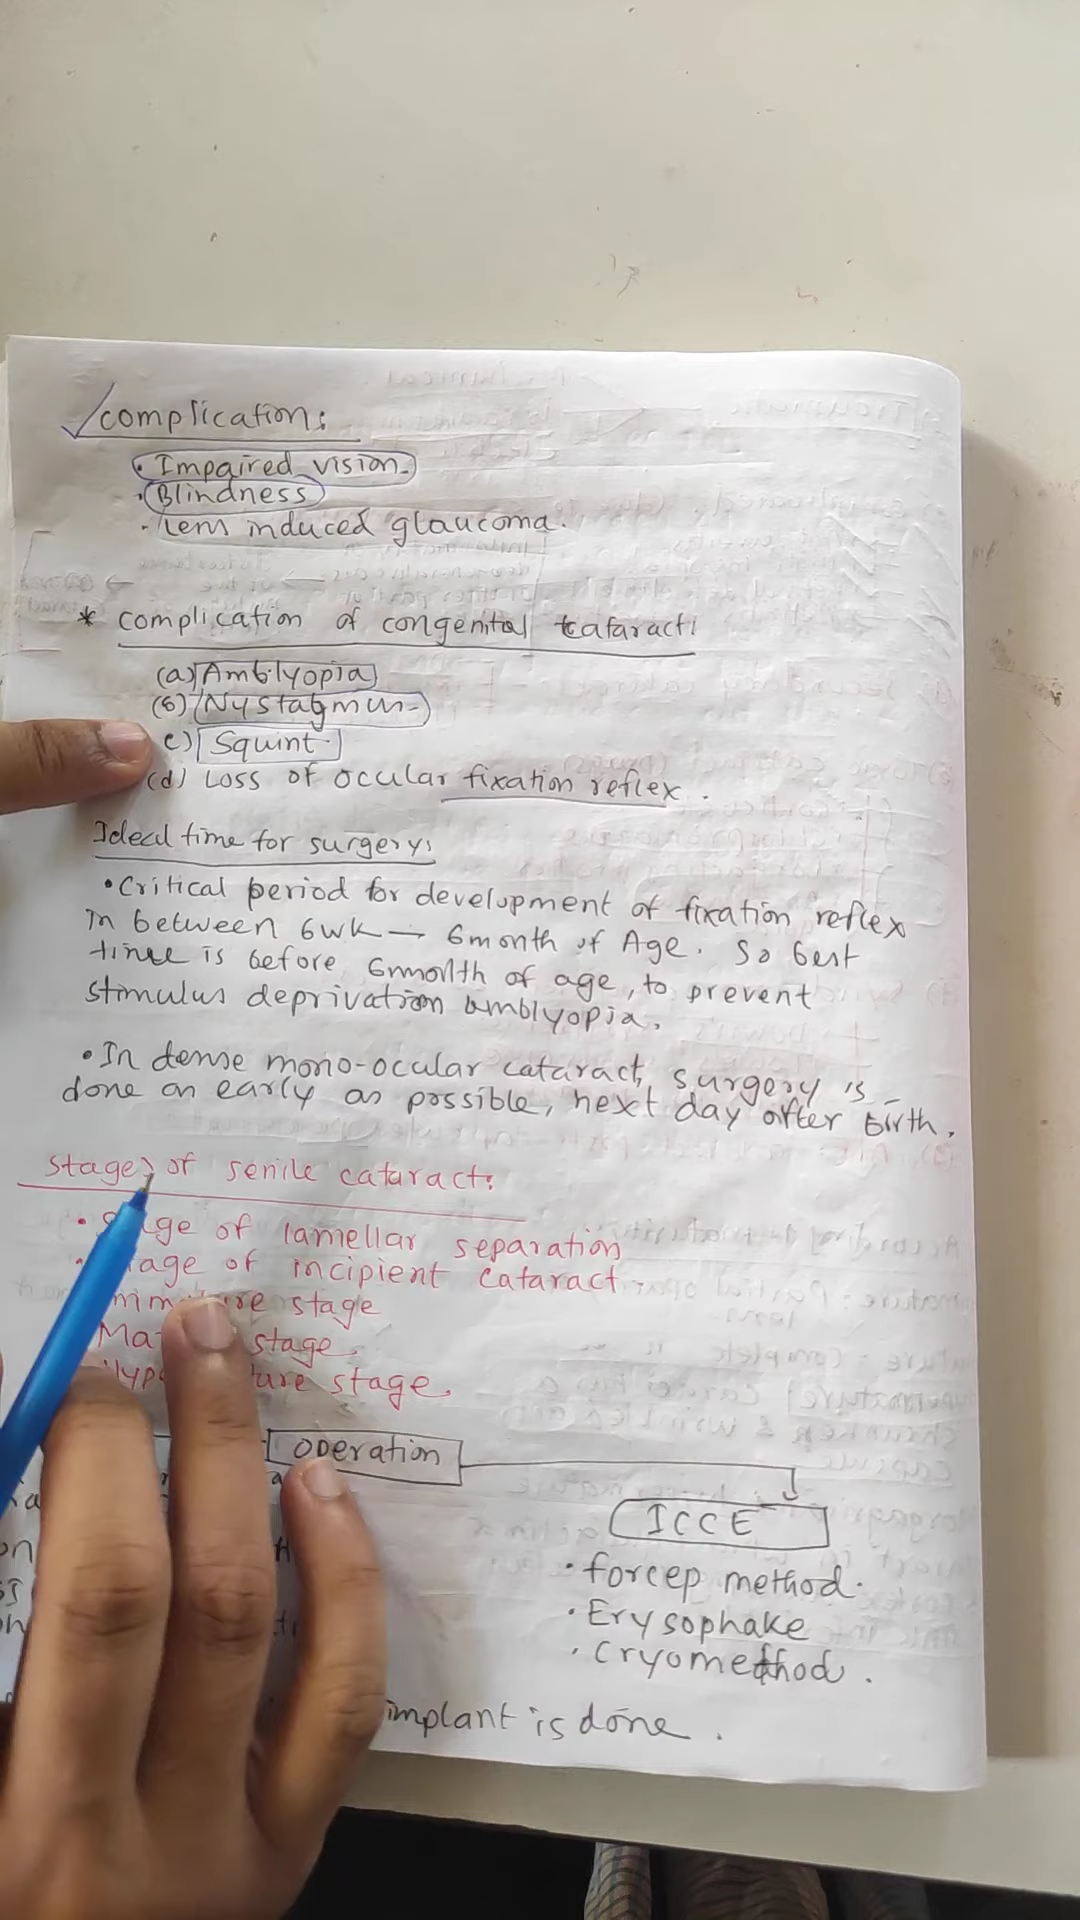 Complication:
• Impaired vision.
• Blindness
• Lens induced glaucoma.
* Complication of congenital cataract:
(a) Amblyopia
(b) Nystagmus
c) Squint
(d) Loss of ocular fixation reflex.
Ideal time for surgery:
• Critical period for development of fixation reflex
in between 6wk → 6month of Age. So best
time is before 6month of age, to prevent
stimulus deprivation amblyopia.
• In dense mono-ocular cataract, surgery is
done as early as possible, next day after birth.
Stages of senile cataract:
• Stage of lamellar separation
• Stage of incipient cataract
Immature stage
stage
stage.
operation
ICCE
• forcep method.
• Erysophake
• Cryomethod.
implant is done.